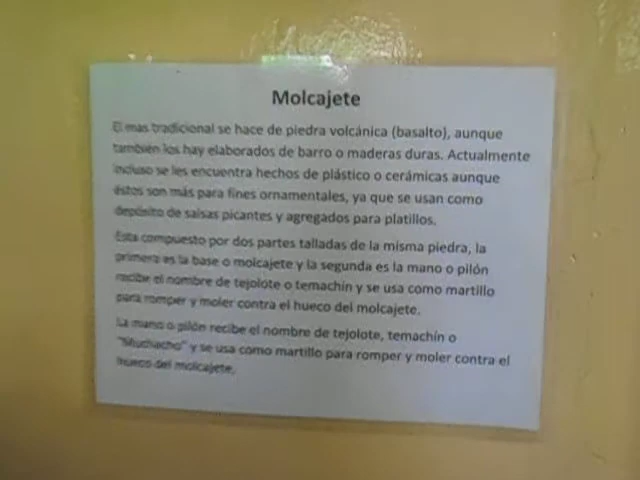 Molcajete
El mas tradicional se hace de piedra volcánica (basalto), aunque
también los hay elaborados de barro o maderas duras. Actualmente
incluso se les encuentra hechos de plástico o cerámicas aunque
éstos son más para fines ornamentales, ya que se usan como
depósito de salsas picantes y agregados para platillos.
Esta compuesto por dos partes talladas de la misma piedra, la
primera es la base o molcajete y la segunda es la mano o pilón
recibe el nombre de tejolote o temachín y se usa como martillo
para romper y moler contra el hueco del molcajete.
La mano o pilón recibe el nombre de tejolote, temachín o
"Muchacho" y se usa como martillo para romper y moler contra el
hueco del molcajete.